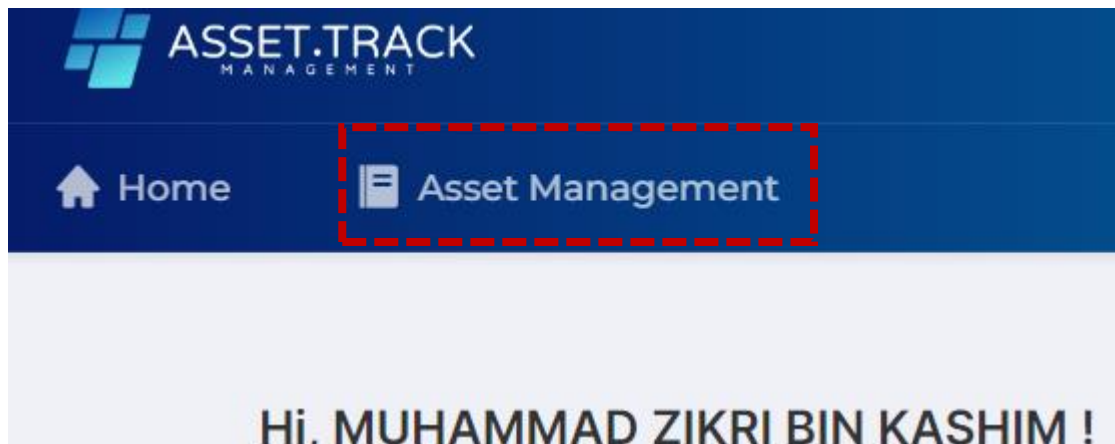 ASSET.TRACK
MANAGEMENT
Home Asset Management
Hi, MUHAMMAD ZIKRI BIN KASHIM !